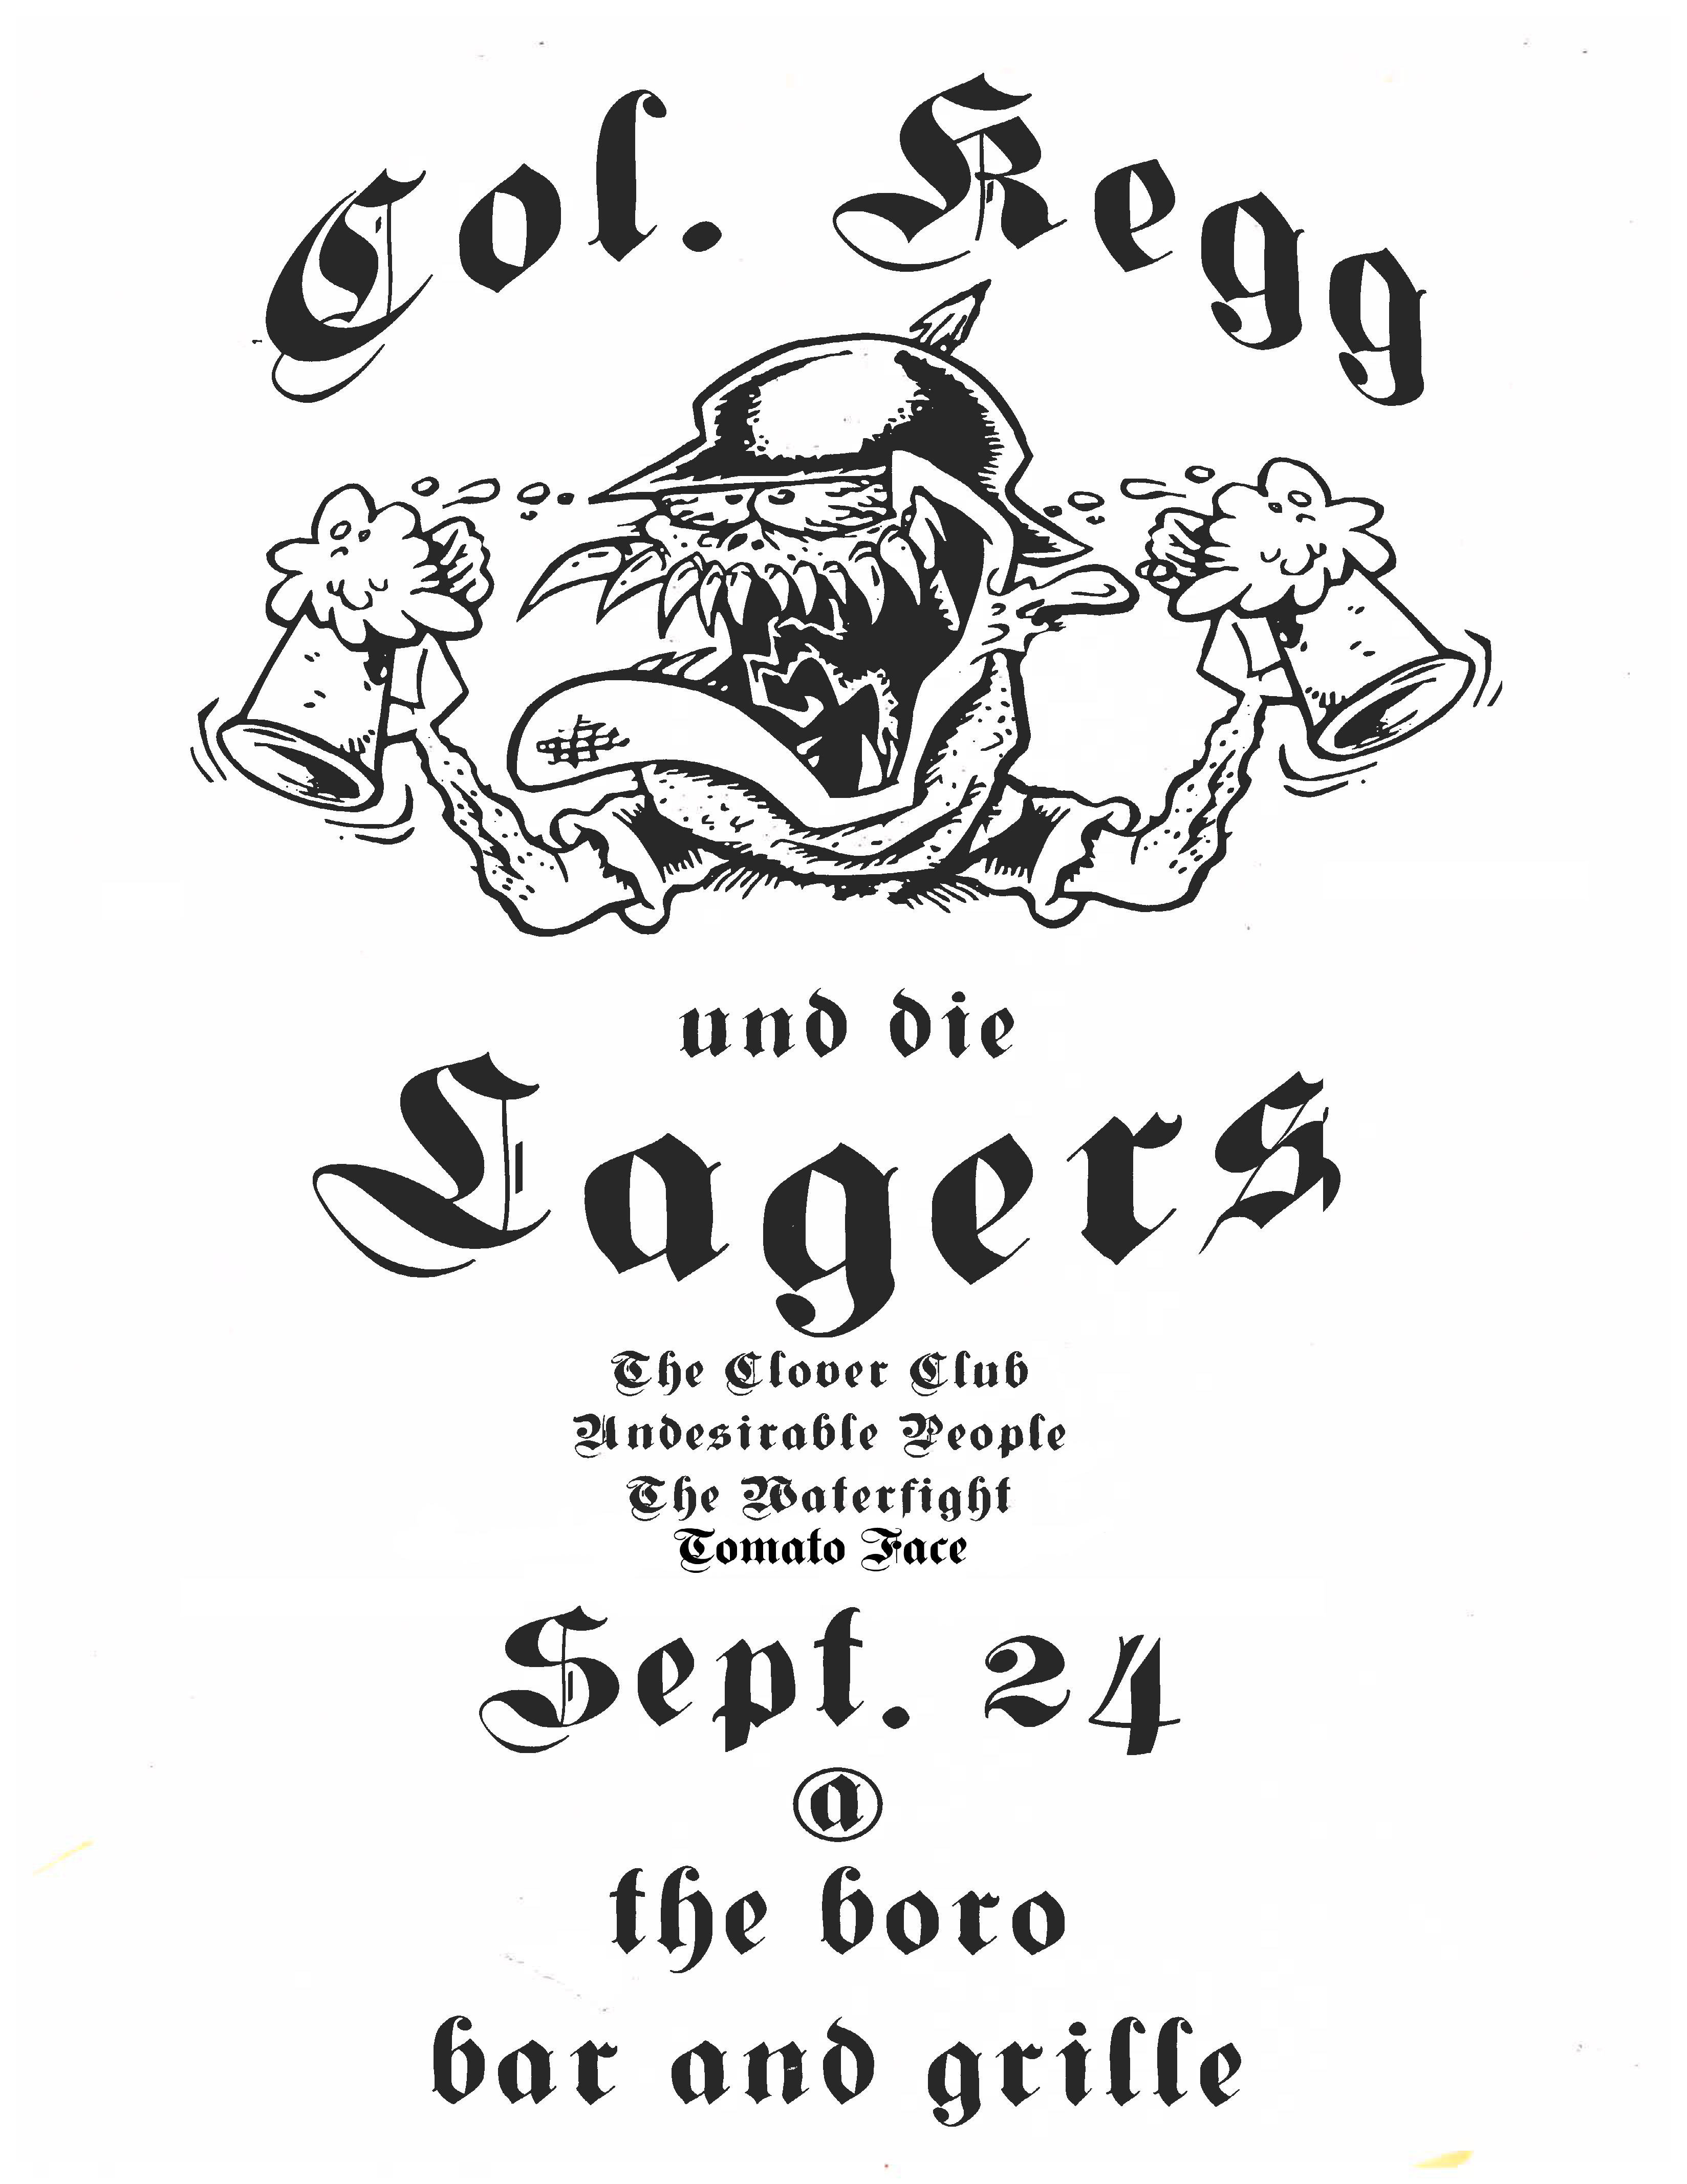 Col. Kegg
und die
Lagers
The Clover Club
Undesirable People
The Waterfight
Tomato Face
Sept. 24
@
the boro
bar and grille